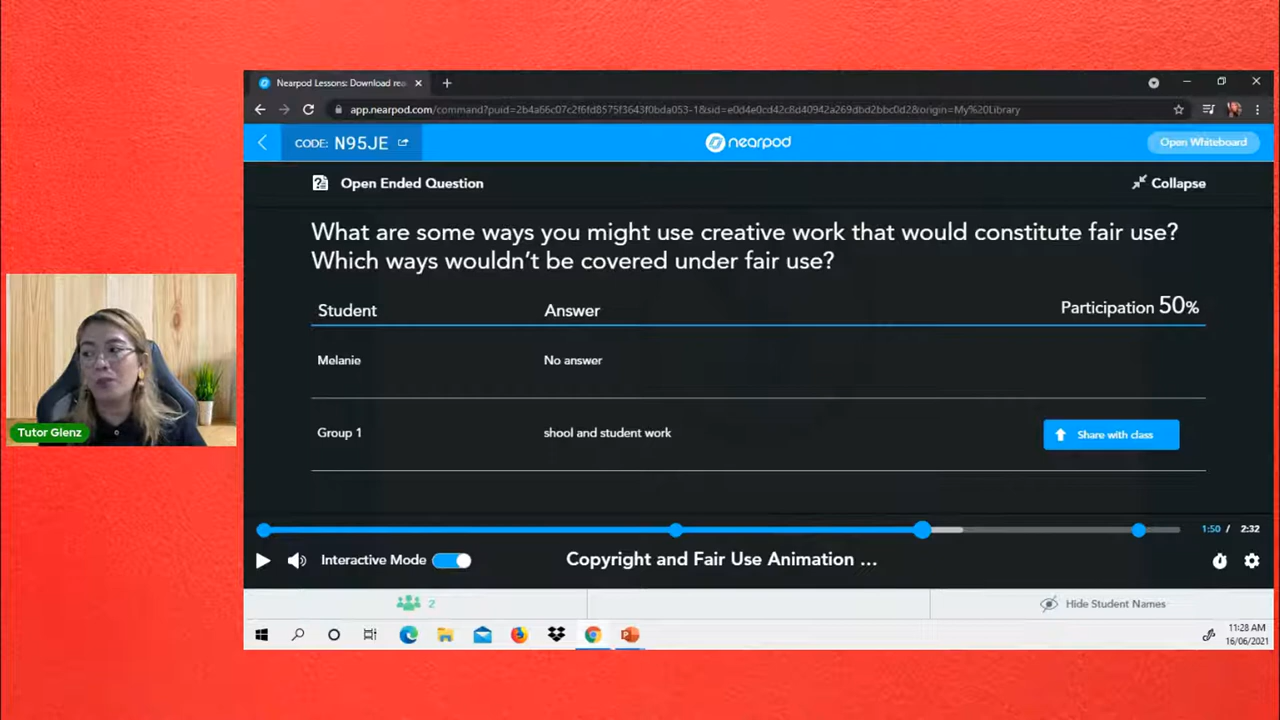 Nearpod Lessons: Download rea
app.nearpod.com/command?puid=2b4a66c07c2f6fd8575f3643f0bda053-1&sid=e0d4e0cd42c8d40942a269dbd2bbc0d2&origin=My%20Library
CODE: N95JE
nearpod
Open Whiteboard
Open Ended Question
Collapse
What are some ways you might use creative work that would constitute fair use?
Which ways wouldn't be covered under fair use?
Student Answer Participation 50%
Melanie No answer
Group 1 shool and student work Share with class
Tutor Glenz
1:50 / 2:32
Interactive Mode Copyright and Fair Use Animation ...
2 Hide Student Names
11:28 AM
16/06/2021